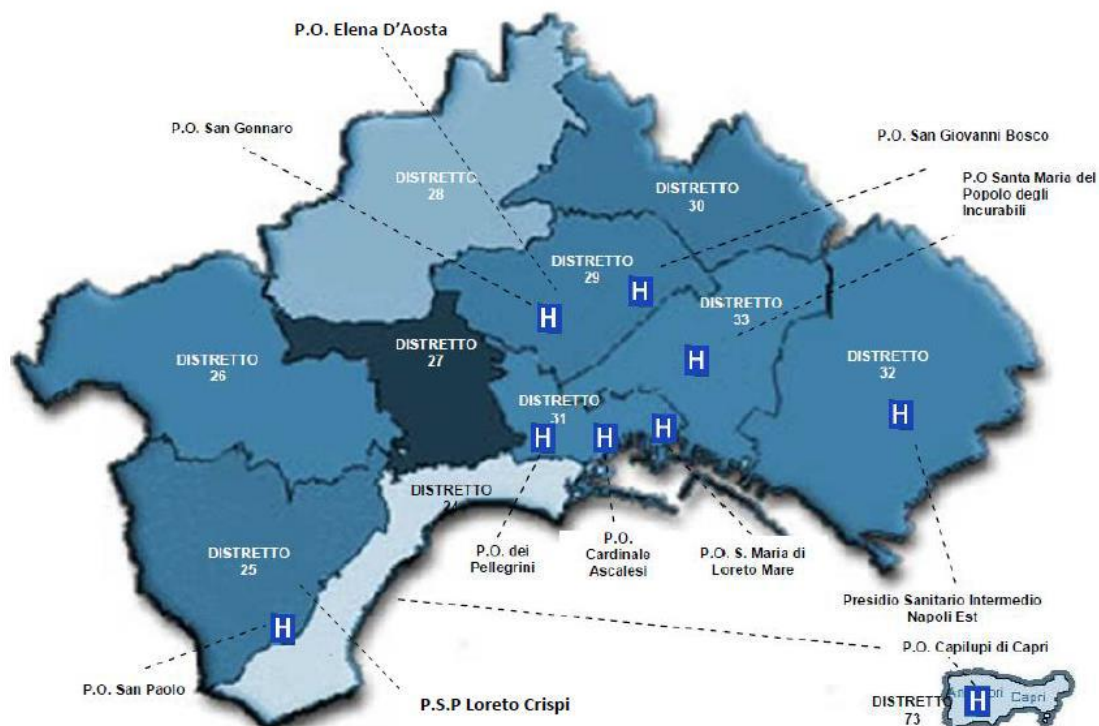 P.O. Elena D'Aosta
P.O. San Gennaro
P.O. San Giovanni Bosco
P.O Santa Maria del
Popolo degli
Incurabili
DISTRETTO
28
DISTRETTO
30
DISTRETTO
29
H
H
DISTRETTO
33
H
DISTRETTO
27
DISTRETTO
26
DISTRETTO
32
H
DISTRETTO
31
H
H
H
DISTRETTO
24
DISTRETTO
25
P.O. dei
Pellegrini
P.O.
Cardinale
Ascalesi
P.O. S. Maria di
Loreto Mare
Presidio Sanitario Intermedio
Napoli Est
H
P.O. Capilupi di Capri
P.O. San Paolo
P.S.P Loreto Crispi
DISTRETTO
73
H
Capri